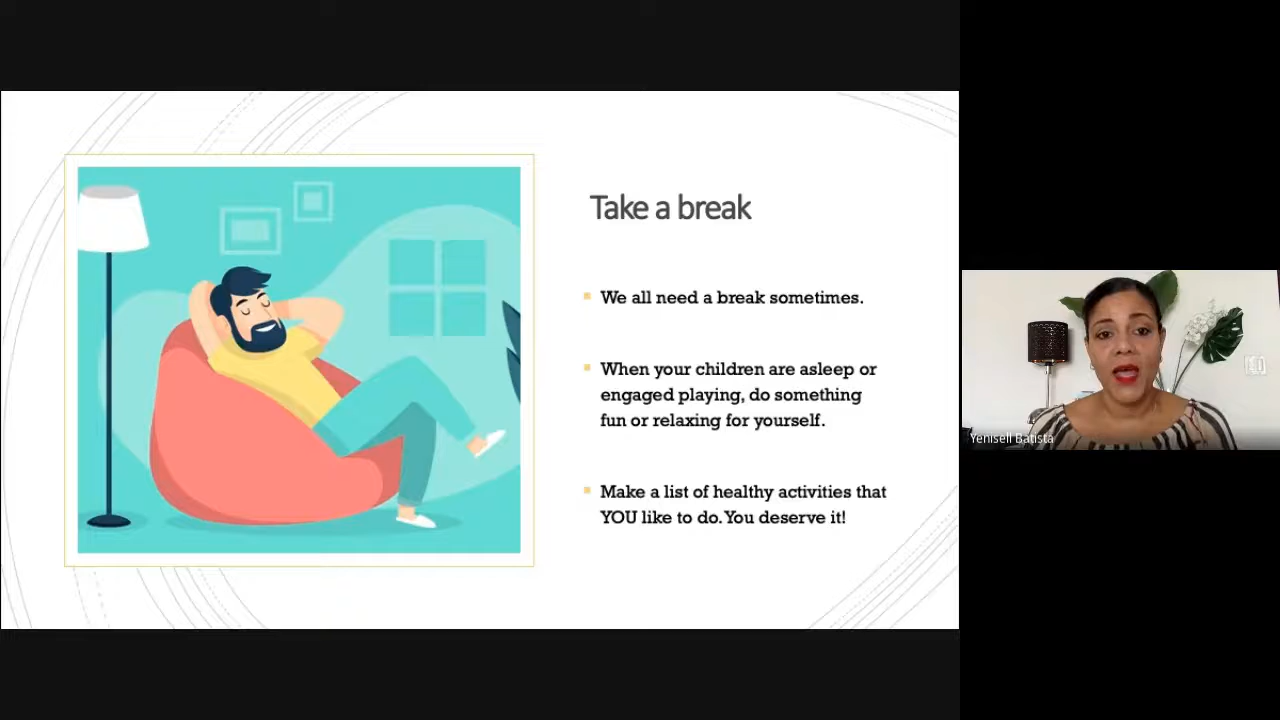 Take a break
We all need a break sometimes.
When your children are asleep or
engaged playing, do something
fun or relaxing for yourself.
Make a list of healthy activities that
YOU like to do. You deserve it!
Yenisell Batista